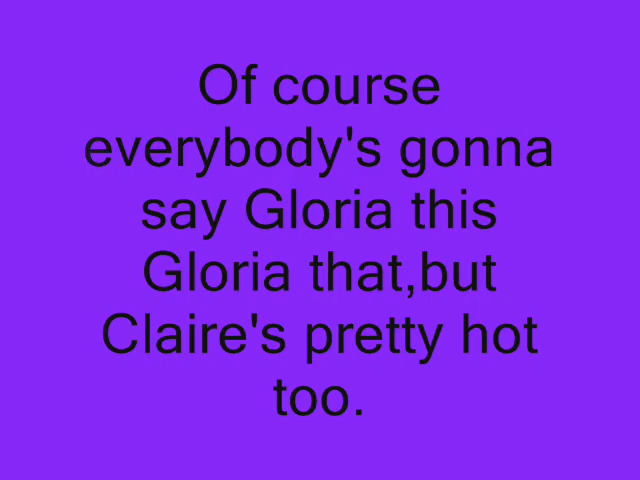 Of course
everybody's gonna
say Gloria this
Gloria that,but
Claire's pretty hot
too.